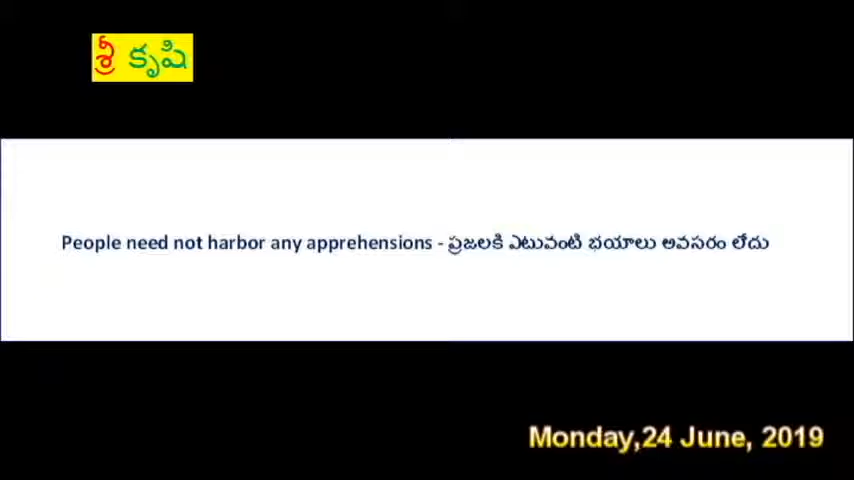 శ్రీ కృషి
People need not harbor any apprehensions - ప్రజలకి ఎటువంటి భయాలు అవసరం లేదు
Monday,24 June, 2019